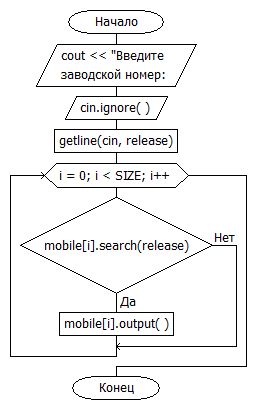 Начало
cout << "Введите
заводской номер:
cin.ignore( )
getline(cin, release)
i = 0; i < SIZE; i++
mobile[i].search(release)
Нет
Да
mobile[i].output( )
Конец